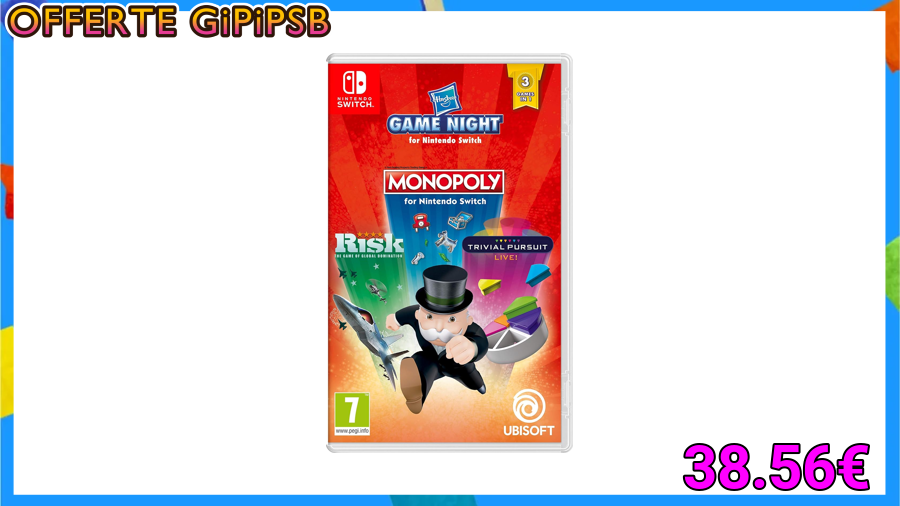 OFFERTE GiPiPSB
NINTENDO
SWITCH.
3
GAMES
IN 1
Hasbro
GAME NIGHT
for Nintendo Switch
MONOPOLY
for Nintendo Switch
RISK
THE GAME OF GLOBAL DOMINATION
TRIVIAL PURSUIT
LIVE!
7
www.pegi.info
UBISOFT
38.56€